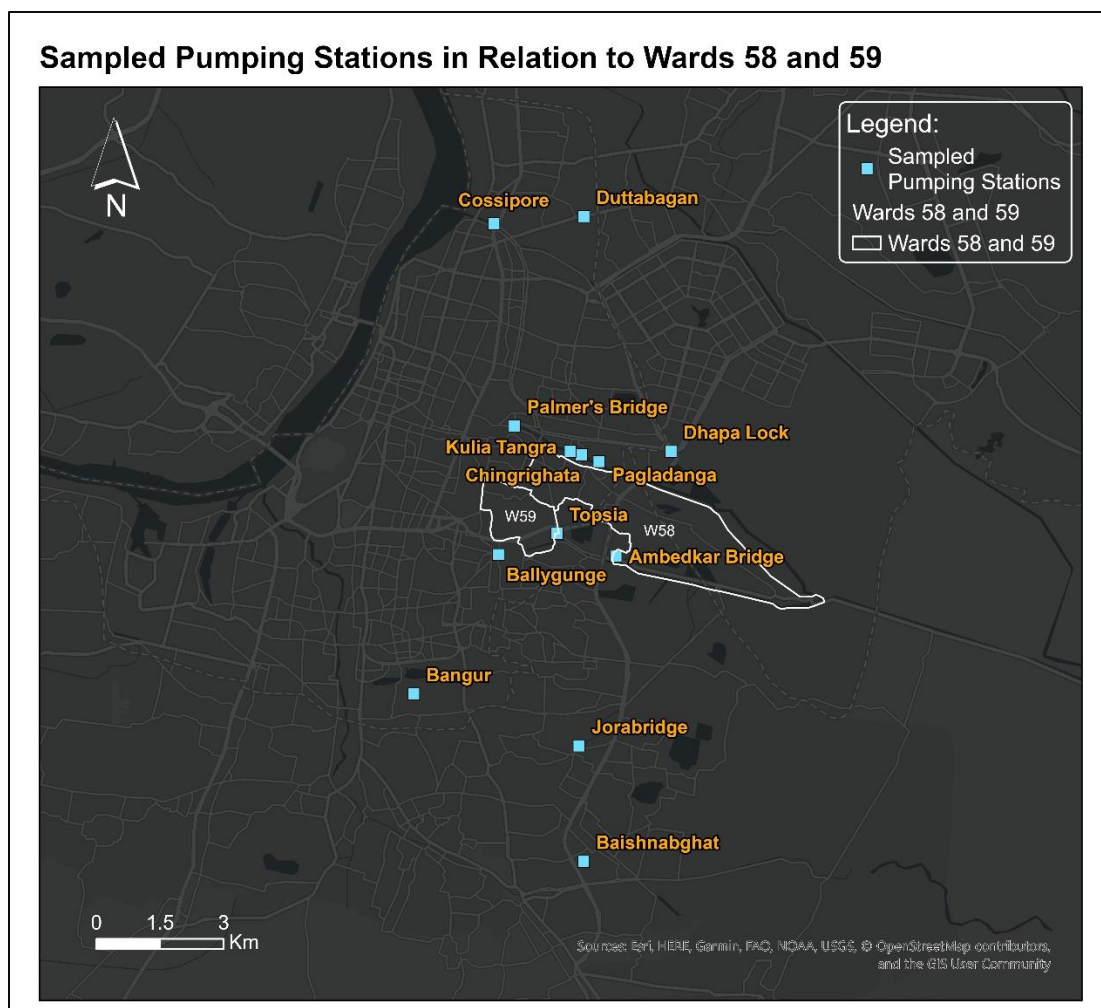 Sampled Pumping Stations in Relation to Wards 58 and 59
N
Legend:
Sampled
Pumping Stations
Wards 58 and 59
Wards 58 and 59
Cossipore
Duttabagan
Palmer's Bridge
Kulia Tangra
Dhapa Lock
Chingrighata
Pagladanga
W59
Topsia
W58
Ambedkar Bridge
Ballygunge
Bangur
Jorabridge
Baishnabghat
0 1.5 3
Km
Sources: Esri, HERE, Garmin, FAO, NOAA, USGS, © OpenStreetMap contributors,
and the GIS User Community